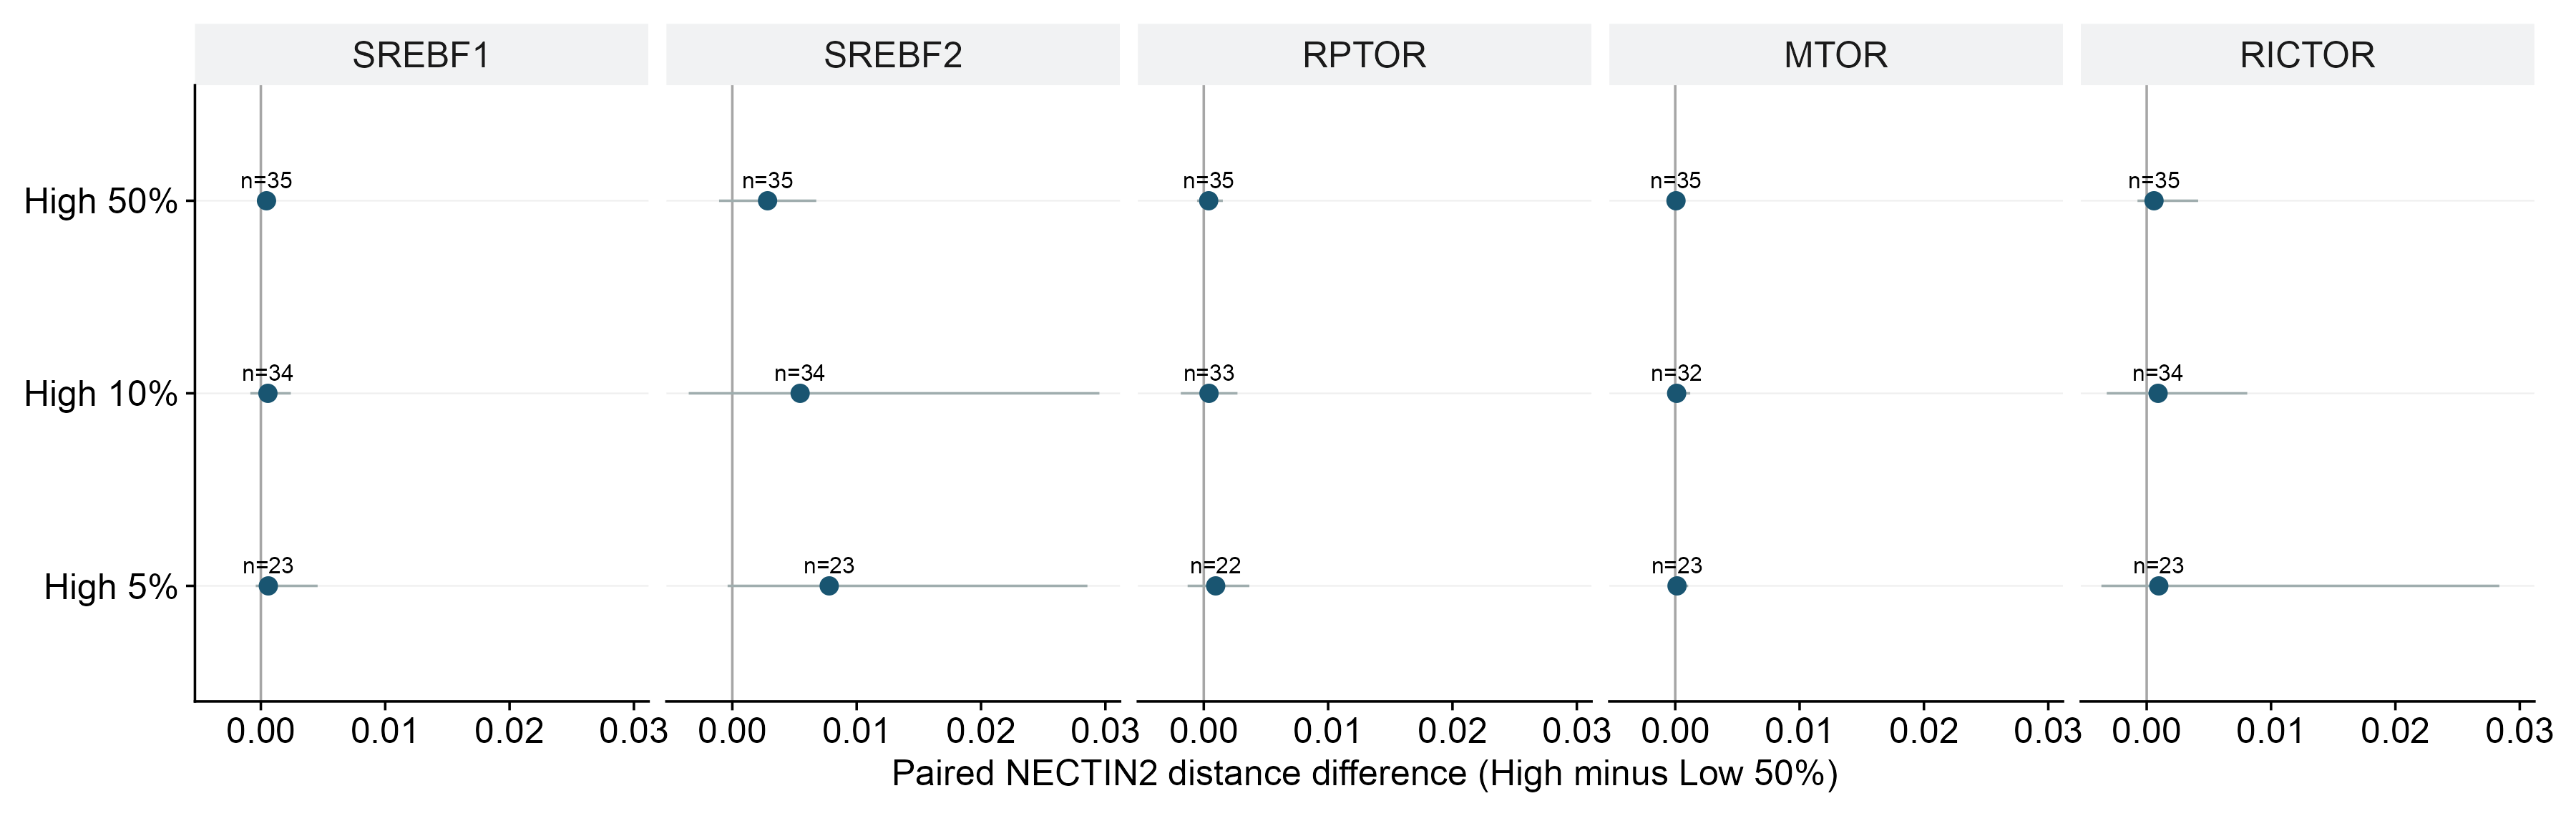 SREBF1 SREBF2 RPTOR MTOR RICTOR
High 50% n=35 n=35 n=35 n=35 n=35
High 10% n=34 n=34 n=33 n=32 n=34
High 5% n=23 n=23 n=22 n=23 n=23
0.00 0.01 0.02 0.03 0.00 0.01 0.02 0.03 0.00 0.01 0.02 0.03 0.00 0.01 0.02 0.03 0.00 0.01 0.02 0.03
Paired NECTIN2 distance difference (High minus Low 50%)